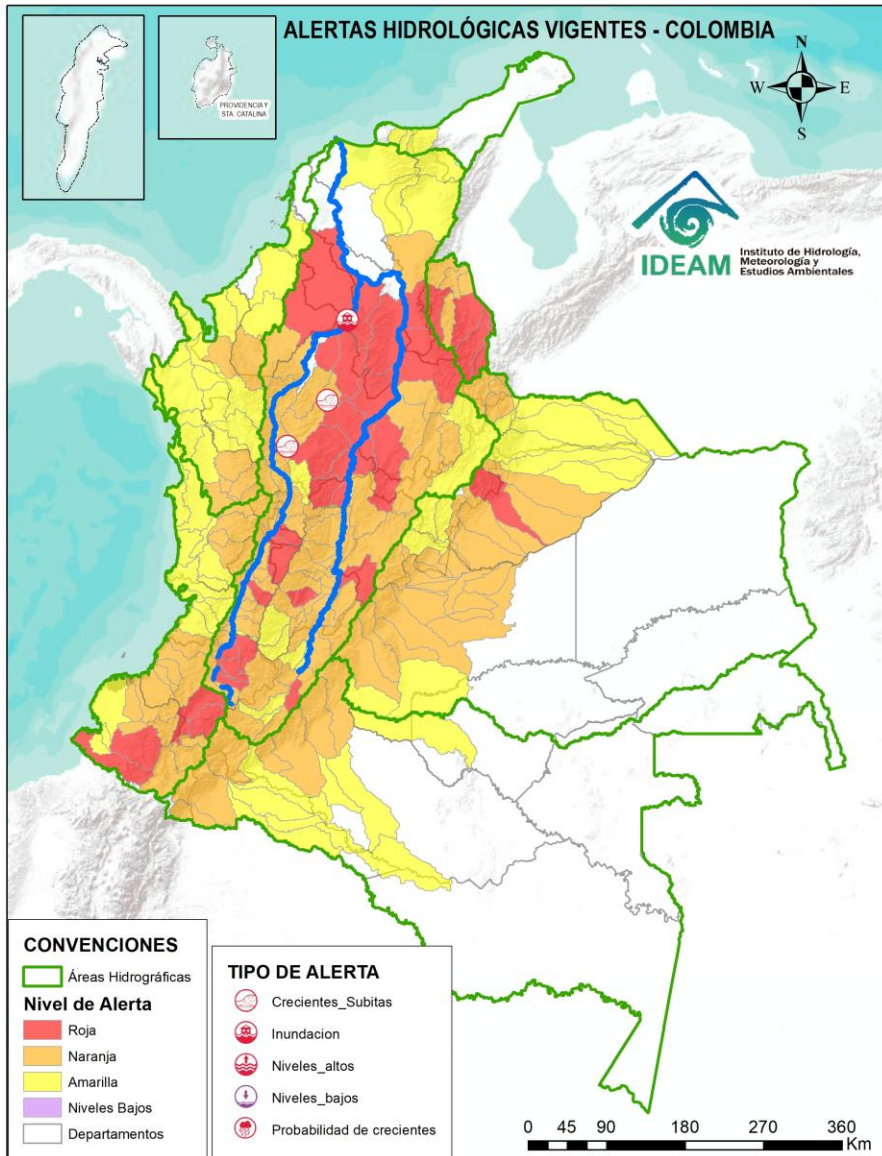 ALERTAS HIDROLÓGICAS VIGENTES - COLOMBIA
PROVIDENCIA Y
STA. CATALINA
N
W
E
S
IDEAM
Instituto de Hidrología,
Meteorología y
Estudios Ambientales
CONVENCIONES
Áreas Hidrográficas
Nivel de Alerta
Roja
Naranja
Amarilla
Niveles Bajos
Departamentos
TIPO DE ALERTA
Crecientes_Subitas
Inundacion
Niveles_altos
Niveles_bajos
Probabilidad de crecientes
0 45 90 180 270 360
Km